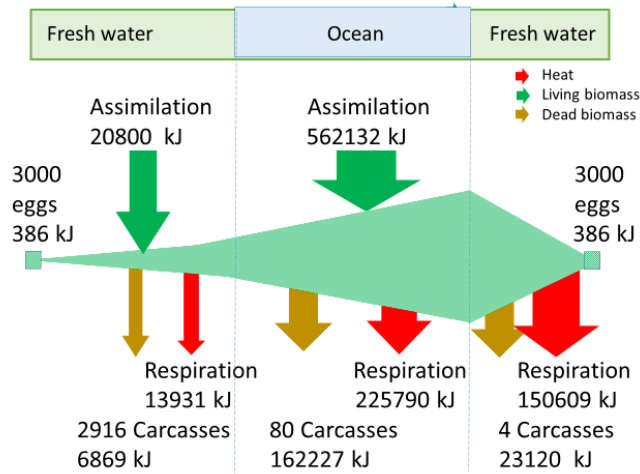 Fresh water
Ocean
Fresh water
Heat
Living biomass
Dead biomass
Assimilation
20800 kJ
Assimilation
562132 kJ
3000
eggs
386 kJ
3000
eggs
386 kJ
Respiration
13931 kJ
2916 Carcasses
6869 kJ
Respiration
225790 kJ
80 Carcasses
162227 kJ
Respiration
150609 kJ
4 Carcasses
23120 kJ